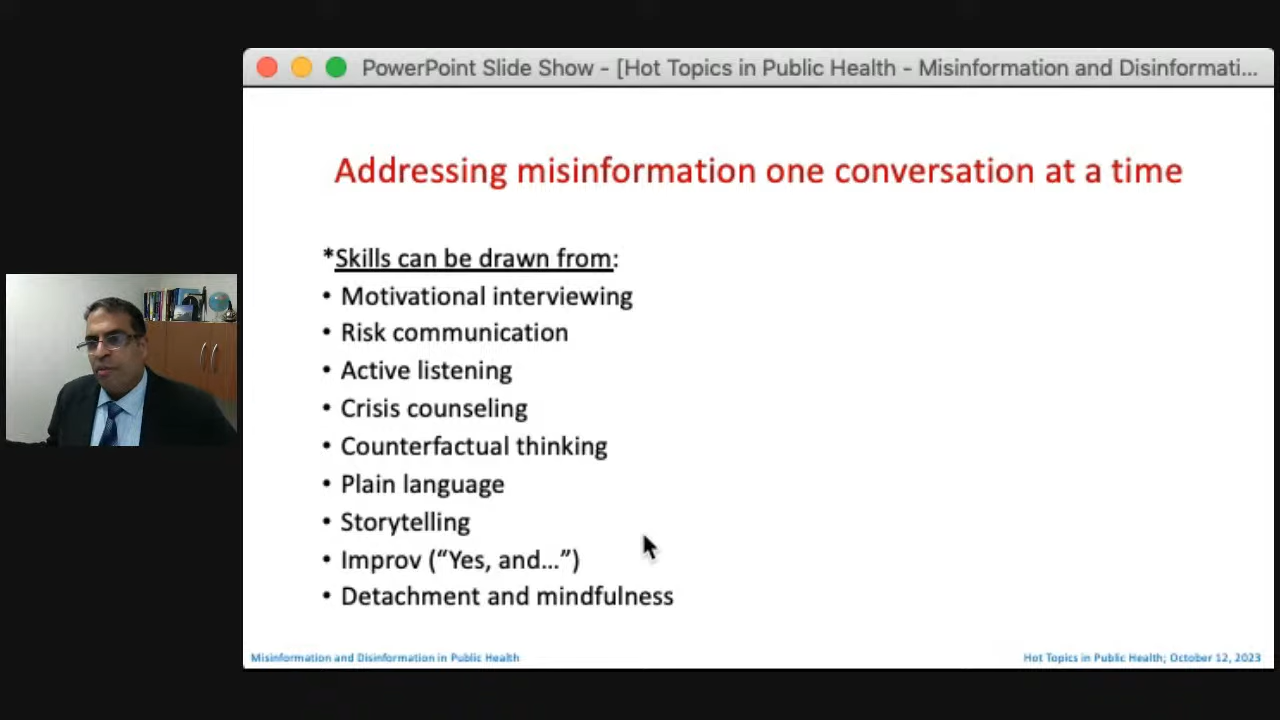 PowerPoint Slide Show - [Hot Topics in Public Health - Misinformation and Disinformati...
Addressing misinformation one conversation at a time
*Skills can be drawn from:
• Motivational interviewing
• Risk communication
• Active listening
• Crisis counseling
• Counterfactual thinking
• Plain language
• Storytelling
• Improv (“Yes, and…”)
• Detachment and mindfulness
Misinformation and Disinformation in Public Health
Hot Topics in Public Health; October 12, 2023